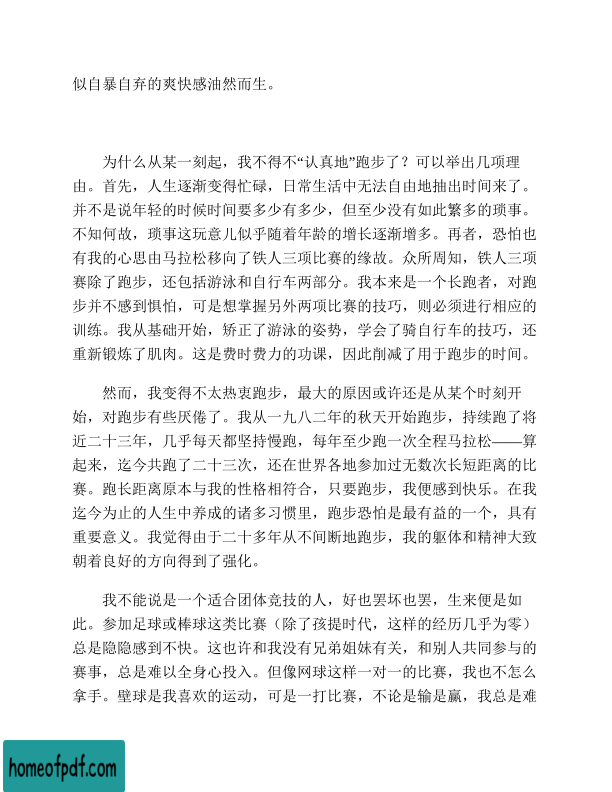 似自暴自弃的爽快感油然而生。
为什么从某一刻起，我不得不“认真地”跑步了？可以举出几项理
由。首先，人生逐渐变得忙碌，日常生活中无法自由地抽出时间来了。
并不是说年轻的时候时间要多少有多少，但至少没有如此繁多的琐事。
不知何故，琐事这玩意儿似乎随着年龄的增长逐渐增多。再者，恐怕也
有我的心思由马拉松移向了铁人三项比赛的缘故。众所周知，铁人三项
赛除了跑步，还包括游泳和自行车两部分。我本来是一个长跑者，对跑
步并不感到惧怕，可是想掌握另外两项比赛的技巧，则必须进行相应的
训练。我从基础开始，矫正了游泳的姿势，学会了骑自行车的技巧，还
重新锻炼了肌肉。这是费时费力的功课，因此削减了用于跑步的时间。
然而，我变得不太热衷跑步，最大的原因或许还是从某个时刻开
始，对跑步有些厌倦了。我从一九八二年的秋天开始跑步，持续跑了将
近二十三年，几乎每天都坚持慢跑，每年至少跑一次全程马拉松——算
起来，迄今共跑了二十三次，还在世界各地参加过无数次长短距离的比
赛。跑长距离原本与我的性格相符合，只要跑步，我便感到快乐。在我
迄今为止的人生中养成的诸多习惯里，跑步恐怕是最有益的一个，具有
重要意义。我觉得由于二十多年从不间断地跑步，我的躯体和精神大致
朝着良好的方向得到了强化。
我不能说是一个适合团体竞技的人，好也罢坏也罢，生来便是如
此。参加足球或棒球这类比赛（除了孩提时代，这样的经历几乎为零）
总是隐隐感到不快。这也许和我没有兄弟姐妹有关，和别人共同参与的
赛事，总是难以全身心投入。但像网球这样一对一的比赛，我也不怎么
拿手。壁球是我喜欢的运动，可是一打比赛，不论是输是赢，我总是难
homeofpdf.com